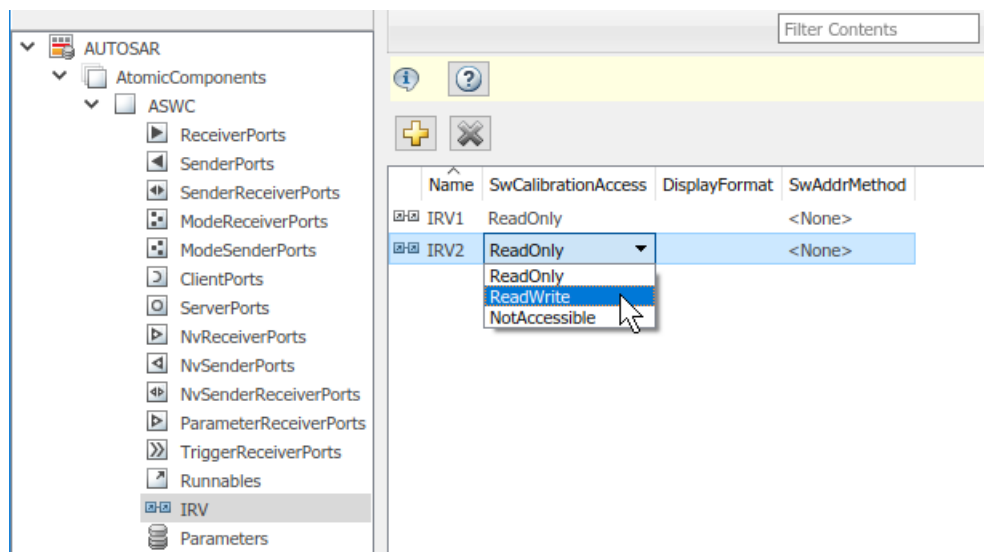 Filter Contents
AUTOSAR
AtomicComponents
ASWC
ReceiverPorts
SenderPorts
SenderReceiverPorts
ModeReceiverPorts
ModeSenderPorts
ClientPorts
ServerPorts
NvReceiverPorts
NvSenderPorts
NvSenderReceiverPorts
ParameterReceiverPorts
TriggerReceiverPorts
Runnables
IRV
Parameters
Name SwCalibrationAccess DisplayFormat SwAddrMethod
IRV1 ReadOnly <None>
IRV2 ReadOnly <None>
ReadOnly
ReadWrite
NotAccessible